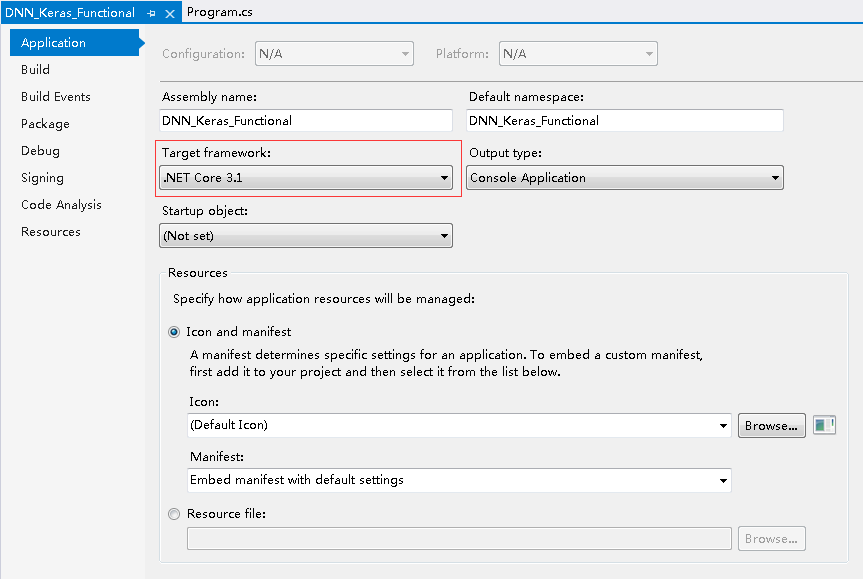 DNN_Keras_Functional
Program.cs
Application
Build
Build Events
Package
Debug
Signing
Code Analysis
Resources
Configuration: N/A Platform: N/A
Assembly name: Default namespace:
DNN_Keras_Functional DNN_Keras_Functional
Target framework: Output type:
.NET Core 3.1 Console Application
Startup object:
(Not set)
Resources
Specify how application resources will be managed:
Icon and manifest
A manifest determines specific settings for an application. To embed a custom manifest,
first add it to your project and then select it from the list below.
Icon:
(Default Icon) Browse...
Manifest:
Embed manifest with default settings
Resource file:
Browse...